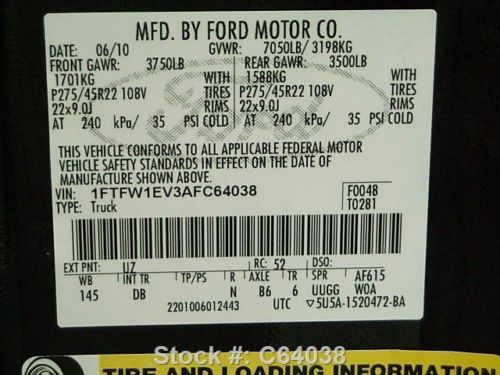 MFD. BY FORD MOTOR CO.
DATE: 06/10 GVWR: 7050LB/ 3198KG
FRONT GAWR: 3750LB REAR GAWR: 3500LB
1701KG WITH 1588KG WITH
P275/45R22 108V TIRES P275/45R22 108V TIRES
22x9.0J RIMS 22x9.0J RIMS
AT 240 kPa/ 35 PSI COLD AT 240 kPa/ 35 PSI COLD
Ford
THIS VEHICLE CONFORMS TO ALL APPLICABLE FEDERAL MOTOR
VEHICLE SAFETY STANDARDS IN EFFECT ON THE DATE OF
MANUFACTURE SHOWN ABOVE.
VIN: 1FTFW1EV3AFC64038 F0048
TYPE: Truck T0281
EXT PNT: UZ RC: 52 DSO:
WB INT TR TP/PS R AXLE TR SPR AF615
145 DB N B6 6 UUGG W0A
2201006012443 UTC ▽5U5A-1520472-BA
Stock #: C64038
TIRE AND LOADING INFORMATION